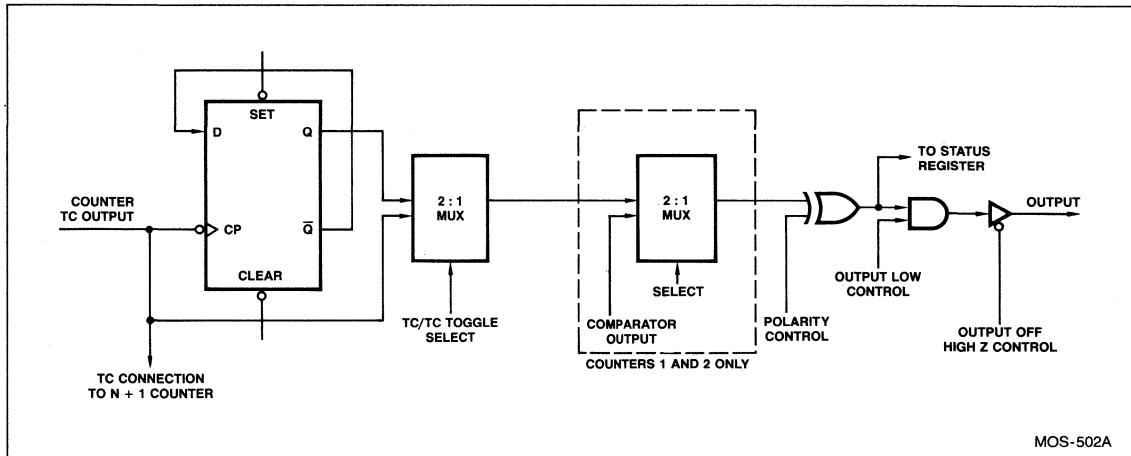 SET
D
Q
COUNTER
TC OUTPUT
CP
Q̅
CLEAR
2 : 1
MUX
TC/TC TOGGLE
SELECT
TC CONNECTION
TO N + 1 COUNTER
2 : 1
MUX
SELECT
COMPARATOR
OUTPUT
COUNTERS 1 AND 2 ONLY
POLARITY
CONTROL
TO STATUS
REGISTER
OUTPUT LOW
CONTROL
OUTPUT
OUTPUT OFF
HIGH Z CONTROL
MOS-502A